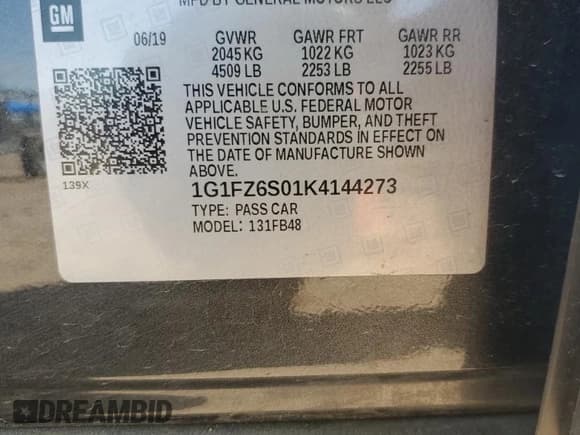 MFD BY GENERAL MOTORS LLC
GM
06/19 GVWR GAWR FRT GAWR RR
2045 KG 1022 KG 1023 KG
4509 LB 2253 LB 2255 LB
THIS VEHICLE CONFORMS TO ALL
APPLICABLE U.S. FEDERAL MOTOR
VEHICLE SAFETY, BUMPER, AND THEFT
PREVENTION STANDARDS IN EFFECT ON
THE DATE OF MANUFACTURE SHOWN
ABOVE.
139X
1G1FZ6S01K4144273
TYPE: PASS CAR
MODEL: 131FB48
DREAMBID